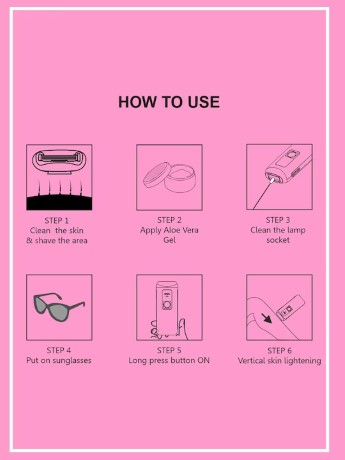 HOW TO USE
STEP 1
Clean the skin
& shave the area
STEP 2
Apply Aloe Vera
Gel
STEP 3
Clean the lamp
socket
STEP 4
Put on sunglasses
STEP 5
Long press button ON
STEP 6
Vertical skin lightening